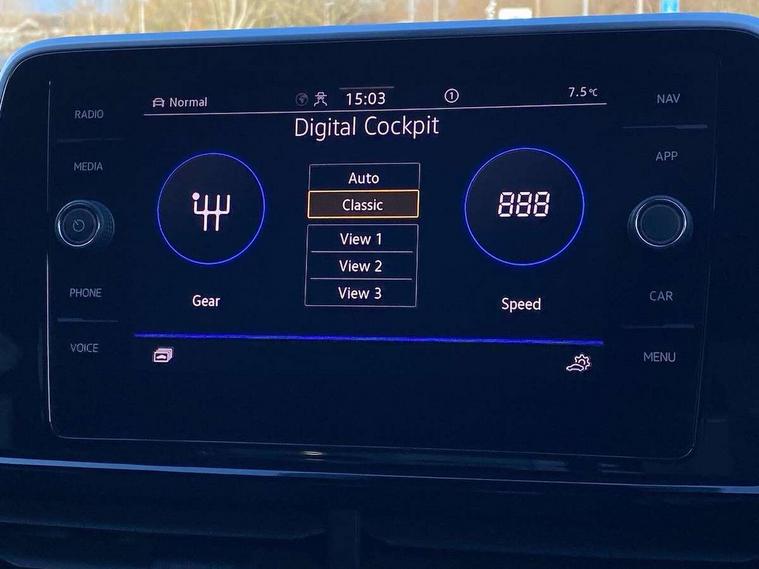 Normal
15:03
1
7.5 °C
RADIO
MEDIA
PHONE
VOICE
Digital Cockpit
Auto
Classic
View 1
View 2
View 3
Gear
888
Speed
NAV
APP
CAR
MENU